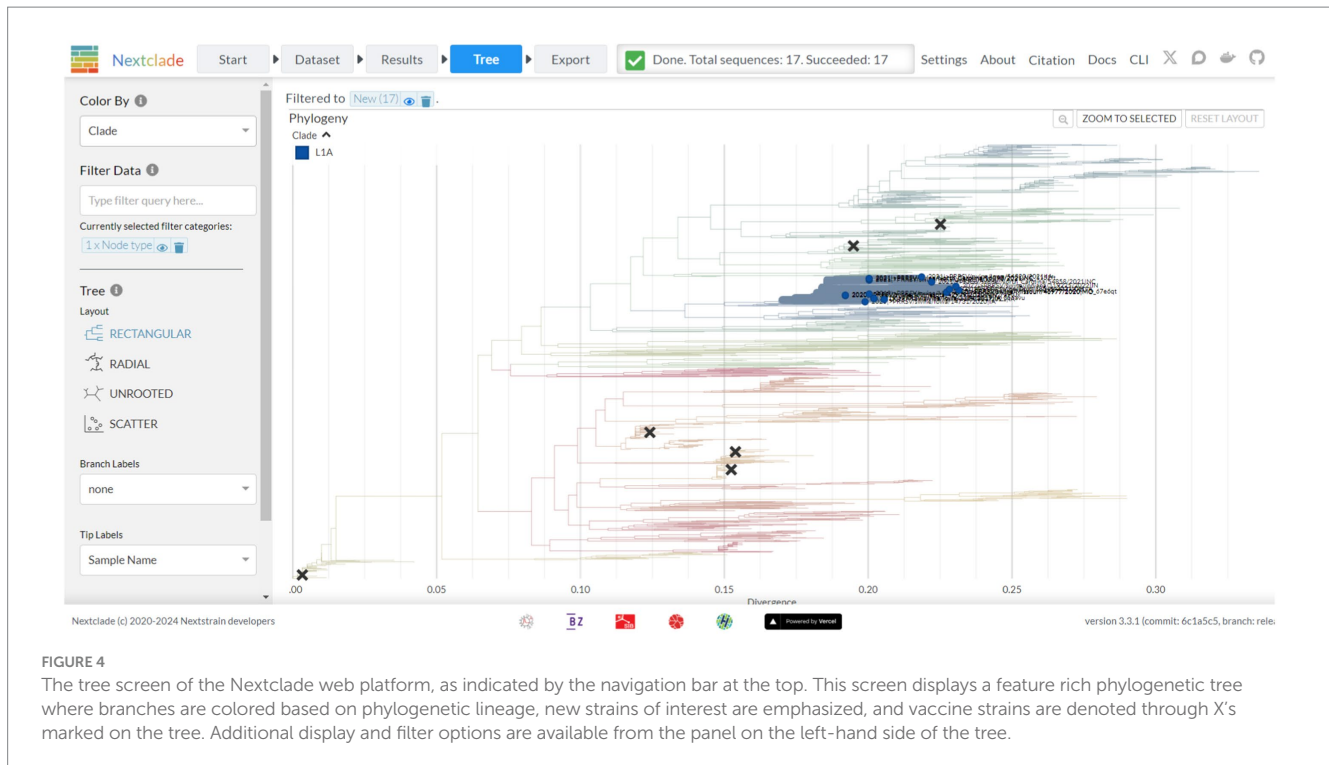 Nextclade Start Dataset Results Tree Export Done. Total sequences: 17. Succeeded: 17 Settings About Citation Docs CLI
Color By
Clade
Filter Data
Type filter query here...
Currently selected filter categories:
1 x Node type
Tree
Layout
RECTANGULAR
RADIAL
UNROOTED
SCATTER
Branch Labels
none
Tip Labels
Sample Name
Filtered to New (17) .
Phylogeny
ZOOM TO SELECTED RESET LAYOUT
Clade
L1A
.00 0.05 0.10 0.15 0.20 0.25 0.30
Divergence
Nextclade (c) 2020-2024 Nextstrain developers
BZ
Powered by Vercel
version 3.3.1 (commit: 6c1a5c5, branch: relea
FIGURE 4
The tree screen of the Nextclade web platform, as indicated by the navigation bar at the top. This screen displays a feature rich phylogenetic tree
where branches are colored based on phylogenetic lineage, new strains of interest are emphasized, and vaccine strains are denoted through X's
marked on the tree. Additional display and filter options are available from the panel on the left-hand side of the tree.